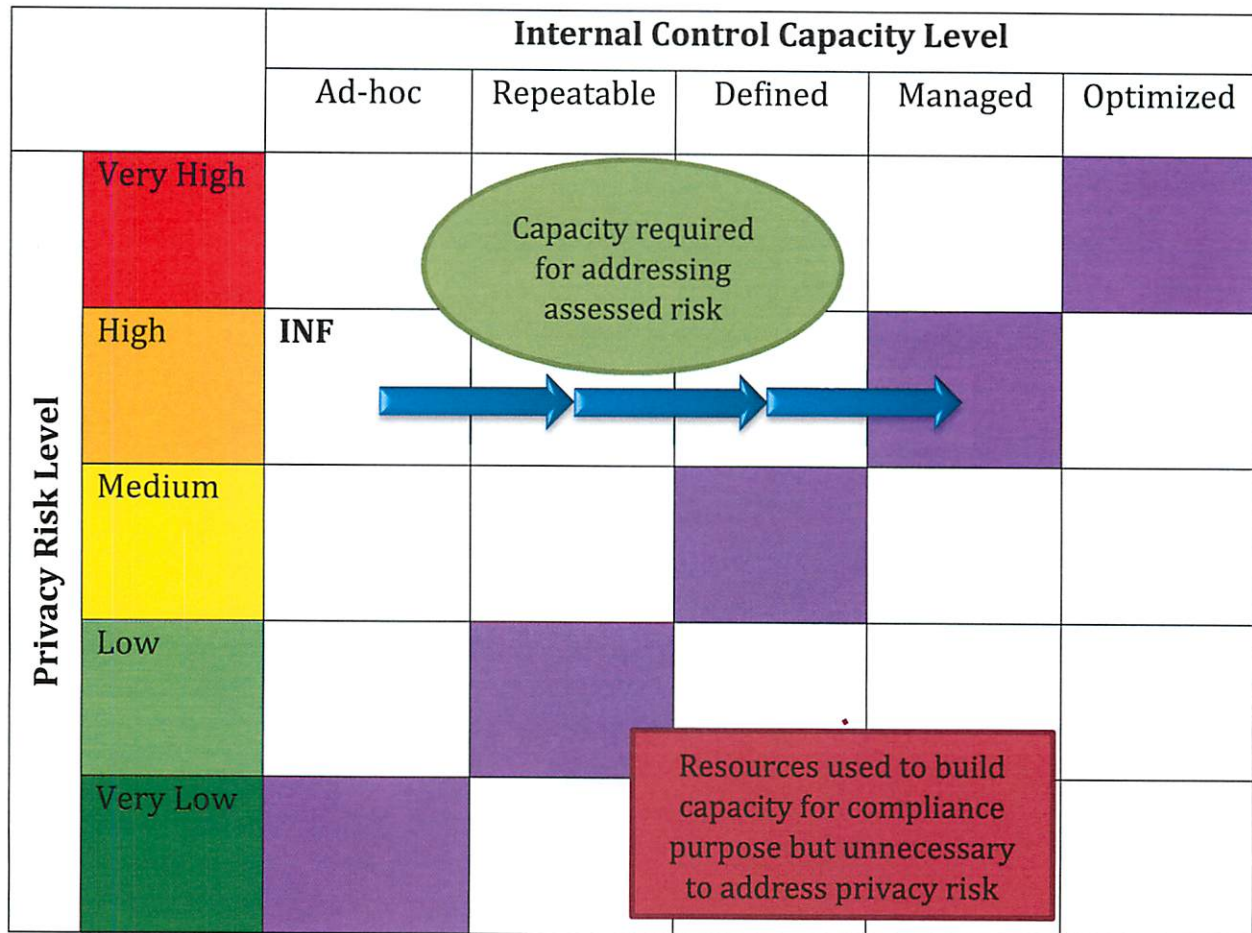 Internal Control Capacity Level
Ad-hoc Repeatable Defined Managed Optimized
Privacy Risk Level
Very High
Capacity required
for addressing
assessed risk
High INF
Medium
Low
Resources used to build
capacity for compliance
purpose but unnecessary
to address privacy risk
Very Low